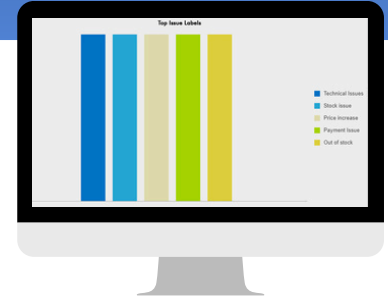 Top Issue Labels
Technical Issues
Stock issue
Price increase
Payment Issue
Out of stock